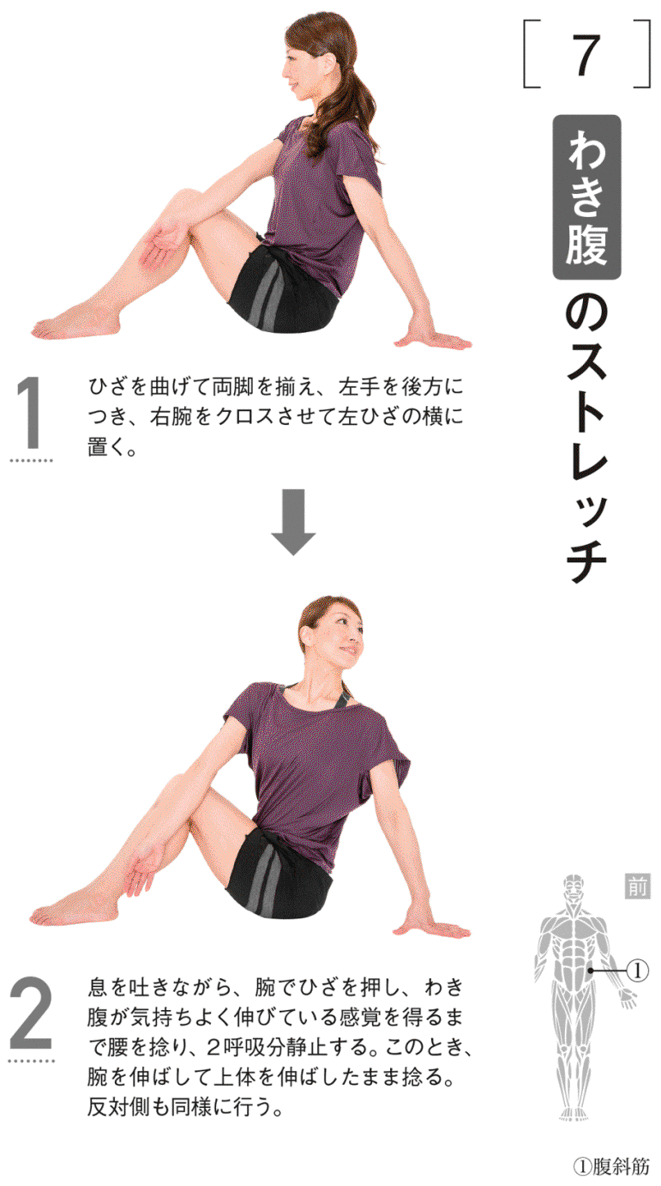 [7]
わき腹のストレッチ
1
ひざを曲げて両脚を揃え、左手を後方に
つき、右腕をクロスさせて左ひざの横に
置く。
2
息を吐きながら、腕でひざを押し、わき
腹が気持ちよく伸びている感覚を得るま
で腰を捻り、2呼吸分静止する。このとき、
腕を伸ばして上体を伸ばしたまま捻る。
反対側も同様に行う。
前
①
①腹斜筋